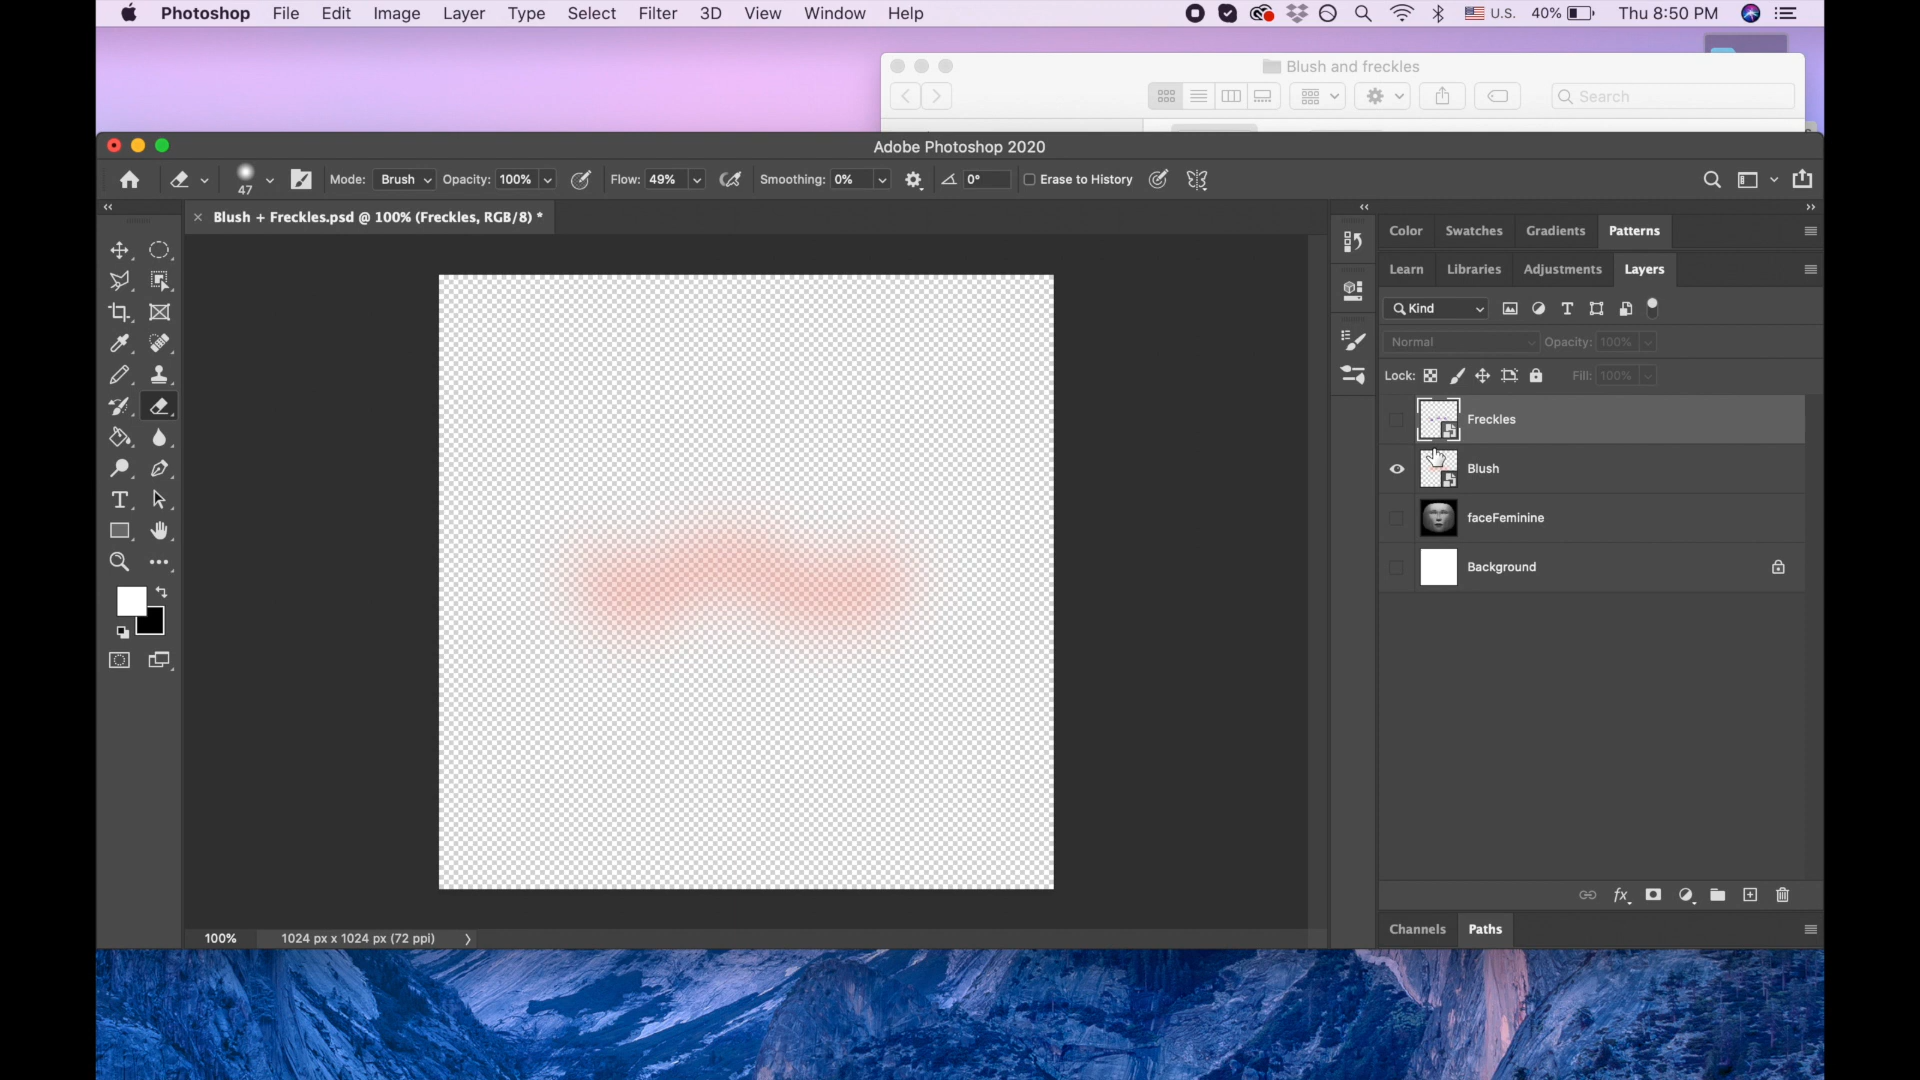 Photoshop File Edit Image Layer Type Select Filter 3D View Window Help U.S. 40% Thu 8:50 PM
Blush and freckles
Search
Adobe Photoshop 2020
47 Mode: Brush Opacity: 100% Flow: 49% Smoothing: 0% 0° Erase to History
Blush + Freckles.psd @ 100% (Freckles, RGB/8) *
Color Swatches Gradients Patterns
Learn Libraries Adjustments Layers
Kind
Normal Opacity: 100%
Lock: Fill: 100%
Freckles
Blush
faceFeminine
Background
Channels Paths
100% 1024 px x 1024 px (72 ppi)